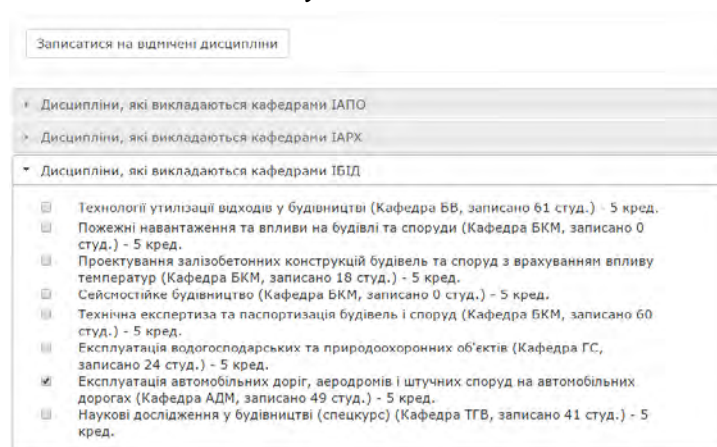 Записатися на відмічені дисципліни
Дисципліни, які викладаються кафедрами ІАПО
Дисципліни, які викладаються кафедрами ІАРХ
Дисципліни, які викладаються кафедрами ІБІД
Технології утилізації відходів у будівництві (Кафедра БВ, записано 61 студ.) - 5 кред.
Пожежні навантаження та впливи на будівлі та споруди (Кафедра БКМ, записано 0
студ.) - 5 кред.
Проектування залізобетонних конструкцій будівель та споруд з врахуванням впливу
температур (Кафедра БКМ, записано 18 студ.) - 5 кред.
Сейсмостійке будівництво (Кафедра БКМ, записано 0 студ.) - 5 кред.
Технічна експертиза та паспортизація будівель і споруд (Кафедра БКМ, записано 60
студ.) - 5 кред.
Експлуатація водогосподарських та природоохоронних об'єктів (Кафедра ГС,
записано 24 студ.) - 5 кред.
Експлуатація автомобільних доріг, аеродромів і штучних споруд на автомобільних
дорогах (Кафедра АДМ, записано 49 студ.) - 5 кред.
Наукові дослідження у будівництві (спецкурс) (Кафедра ТГВ, записано 41 студ.) - 5
кред.